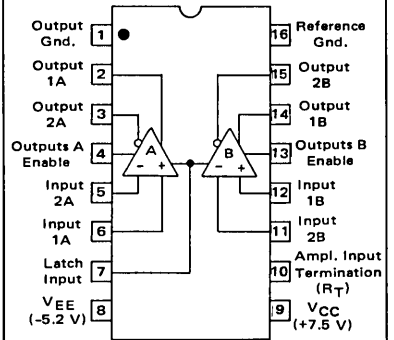 Output
Gnd.
1
Output
1A
2
Output
2A
3
Outputs A
Enable
4
Input
2A
5
Input
1A
6
Latch
Input
7
VEE
(-5.2 V)
8
A
- +
B
- +
16
Reference
Gnd.
15
Output
2B
14
Output
1B
13
Outputs B
Enable
12
Input
1B
11
Input
2B
10
Ampl. Input
Termination
(RT)
9
VCC
(+7.5 V)